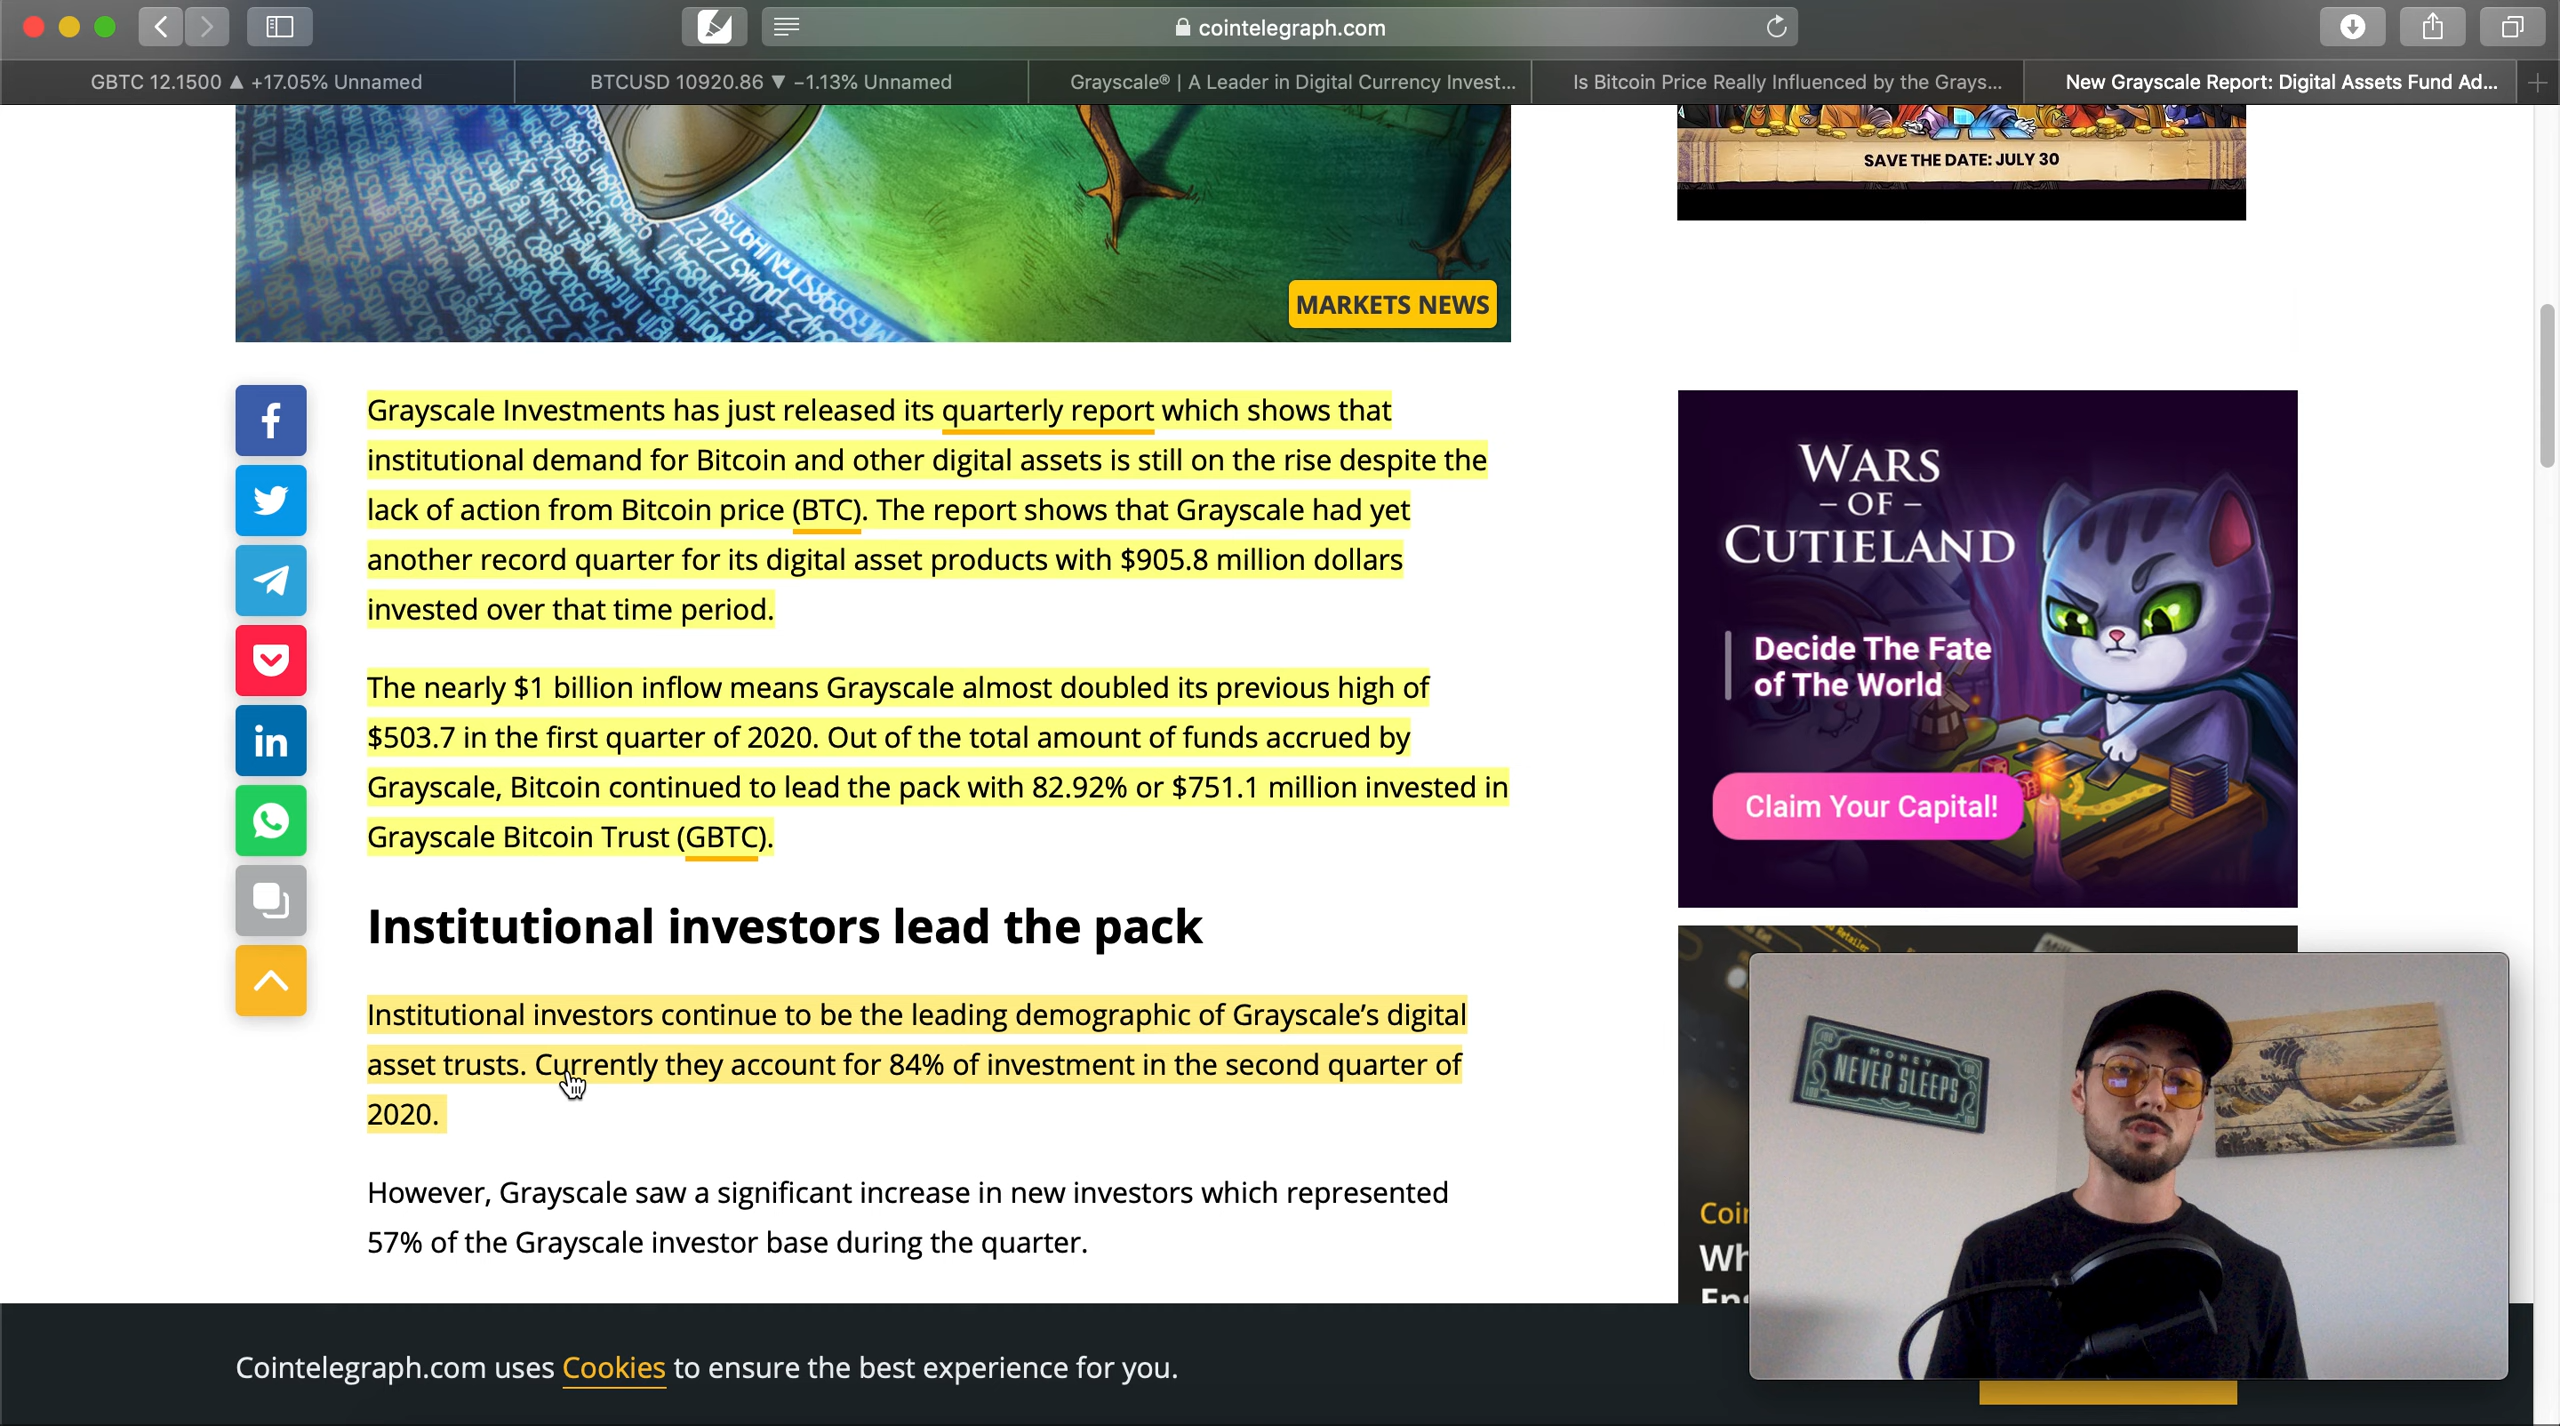 cointelegraph.com
GBTC 12.1500 ▲ +17.05% Unnamed
BTCUSD 10920.86 ▼ −1.13% Unnamed
Grayscale® | A Leader in Digital Currency Invest...
Is Bitcoin Price Really Influenced by the Grays...
New Grayscale Report: Digital Assets Fund Ad...
SAVE THE DATE: JULY 30
MARKETS NEWS
Grayscale Investments has just released its quarterly report which shows that
institutional demand for Bitcoin and other digital assets is still on the rise despite the
lack of action from Bitcoin price (BTC). The report shows that Grayscale had yet
another record quarter for its digital asset products with $905.8 million dollars
invested over that time period.
The nearly $1 billion inflow means Grayscale almost doubled its previous high of
$503.7 in the first quarter of 2020. Out of the total amount of funds accrued by
Grayscale, Bitcoin continued to lead the pack with 82.92% or $751.1 million invested in
Grayscale Bitcoin Trust (GBTC).
Institutional investors lead the pack
Institutional investors continue to be the leading demographic of Grayscale’s digital
asset trusts. Currently they account for 84% of investment in the second quarter of
2020.
However, Grayscale saw a significant increase in new investors which represented
57% of the Grayscale investor base during the quarter.
WARS
– OF –
CUTIELAND
Decide The Fate
of The World
Claim Your Capital!
MONEY
NEVER SLEEPS
Cointelegraph.com uses Cookies to ensure the best experience for you.